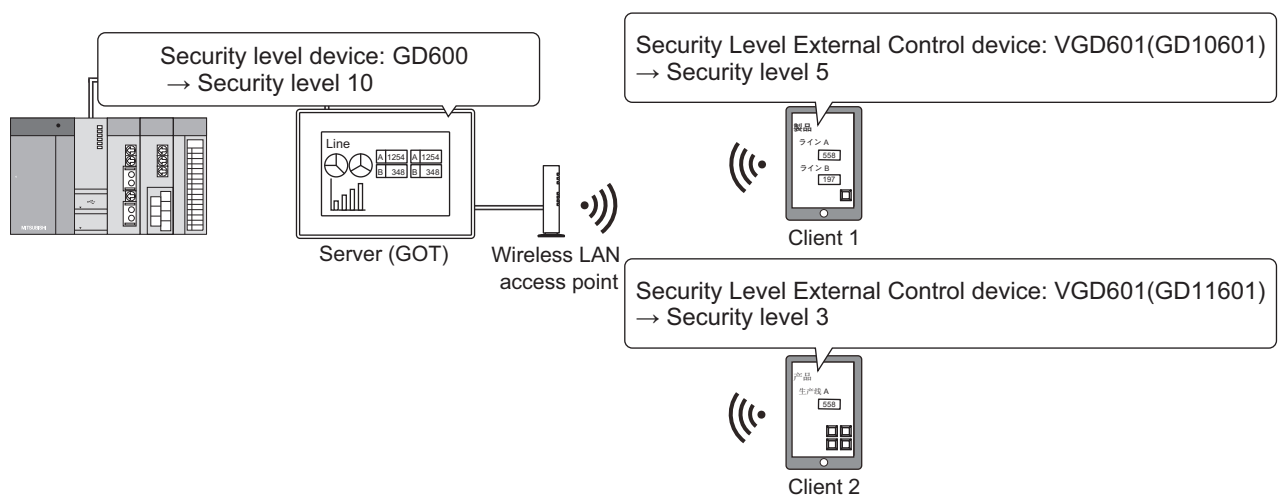 Security level device: GD600
→ Security level 10
Security Level External Control device: VGD601(GD10601)
→ Security level 5
MITSUBISHI
Line
A 1254 A 1254
B 348 B 348
製品
ライン A
558
ライン B
197
Server (GOT)
Wireless LAN
access point
Client 1
Security Level External Control device: VGD601(GD11601)
→ Security level 3
产品
生产线 A
558
Client 2